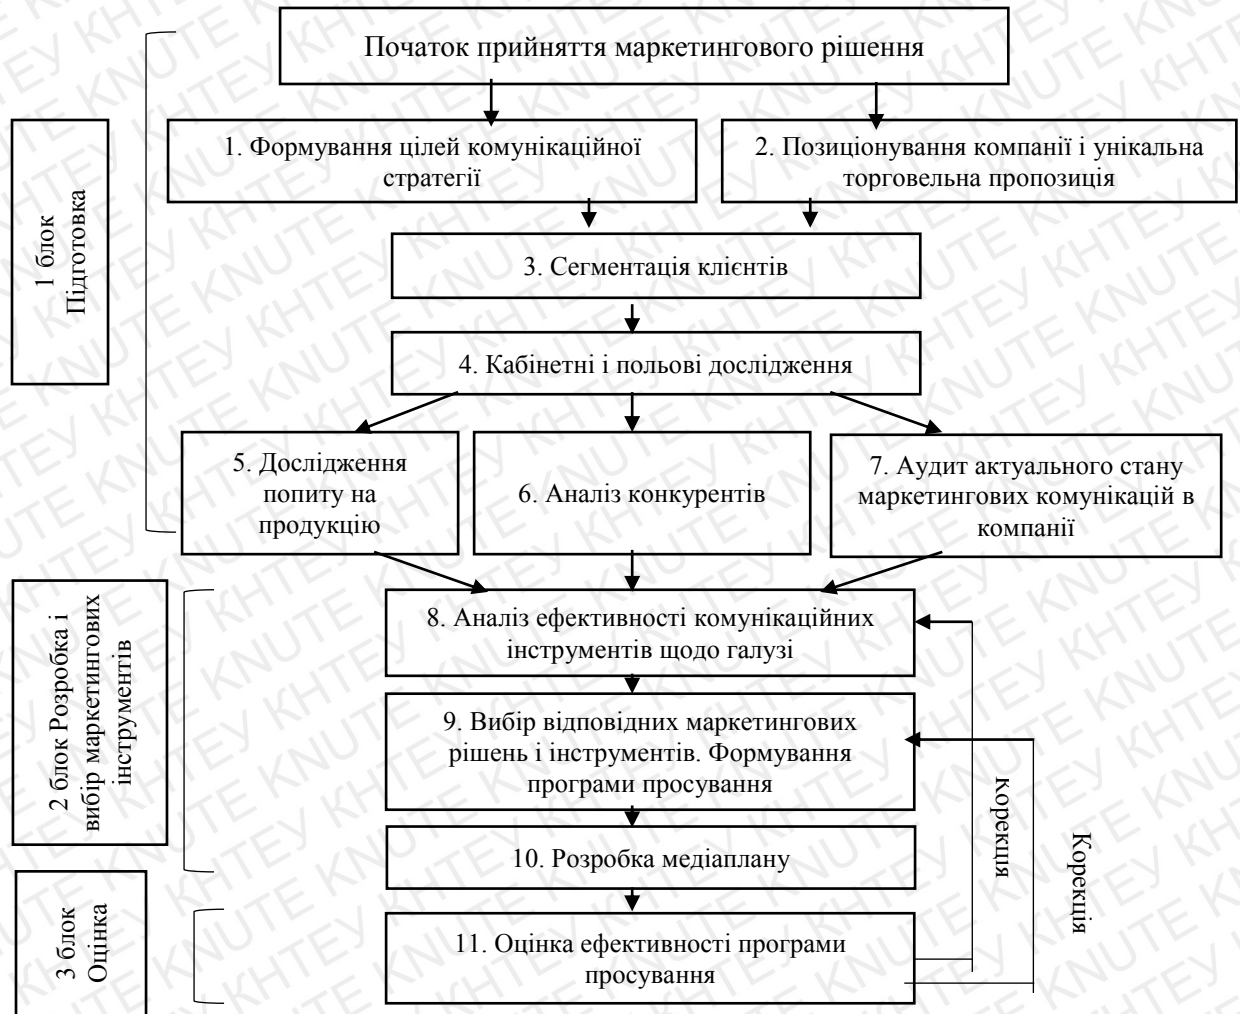 Початок прийняття маркетингового рішення
1 блок
Підготовка
1. Формування цілей комунікаційної
стратегії
2. Позиціонування компанії і унікальна
торговельна пропозиція
3. Сегментація клієнтів
4. Кабінетні і польові дослідження
5. Дослідження
попиту на
продукцію
6. Аналіз конкурентів
7. Аудит актуального стану
маркетингових комунікацій в
компанії
2 блок Розробка і
вибір маркетингових
інструментів
8. Аналіз ефективності комунікаційних
інструментів щодо галузі
9. Вибір відповідних маркетингових
рішень і інструментів. Формування
програми просування
10. Розробка медіаплану
корекція
Корекція
3 блок
Оцінка
11. Оцінка ефективності програми
просування